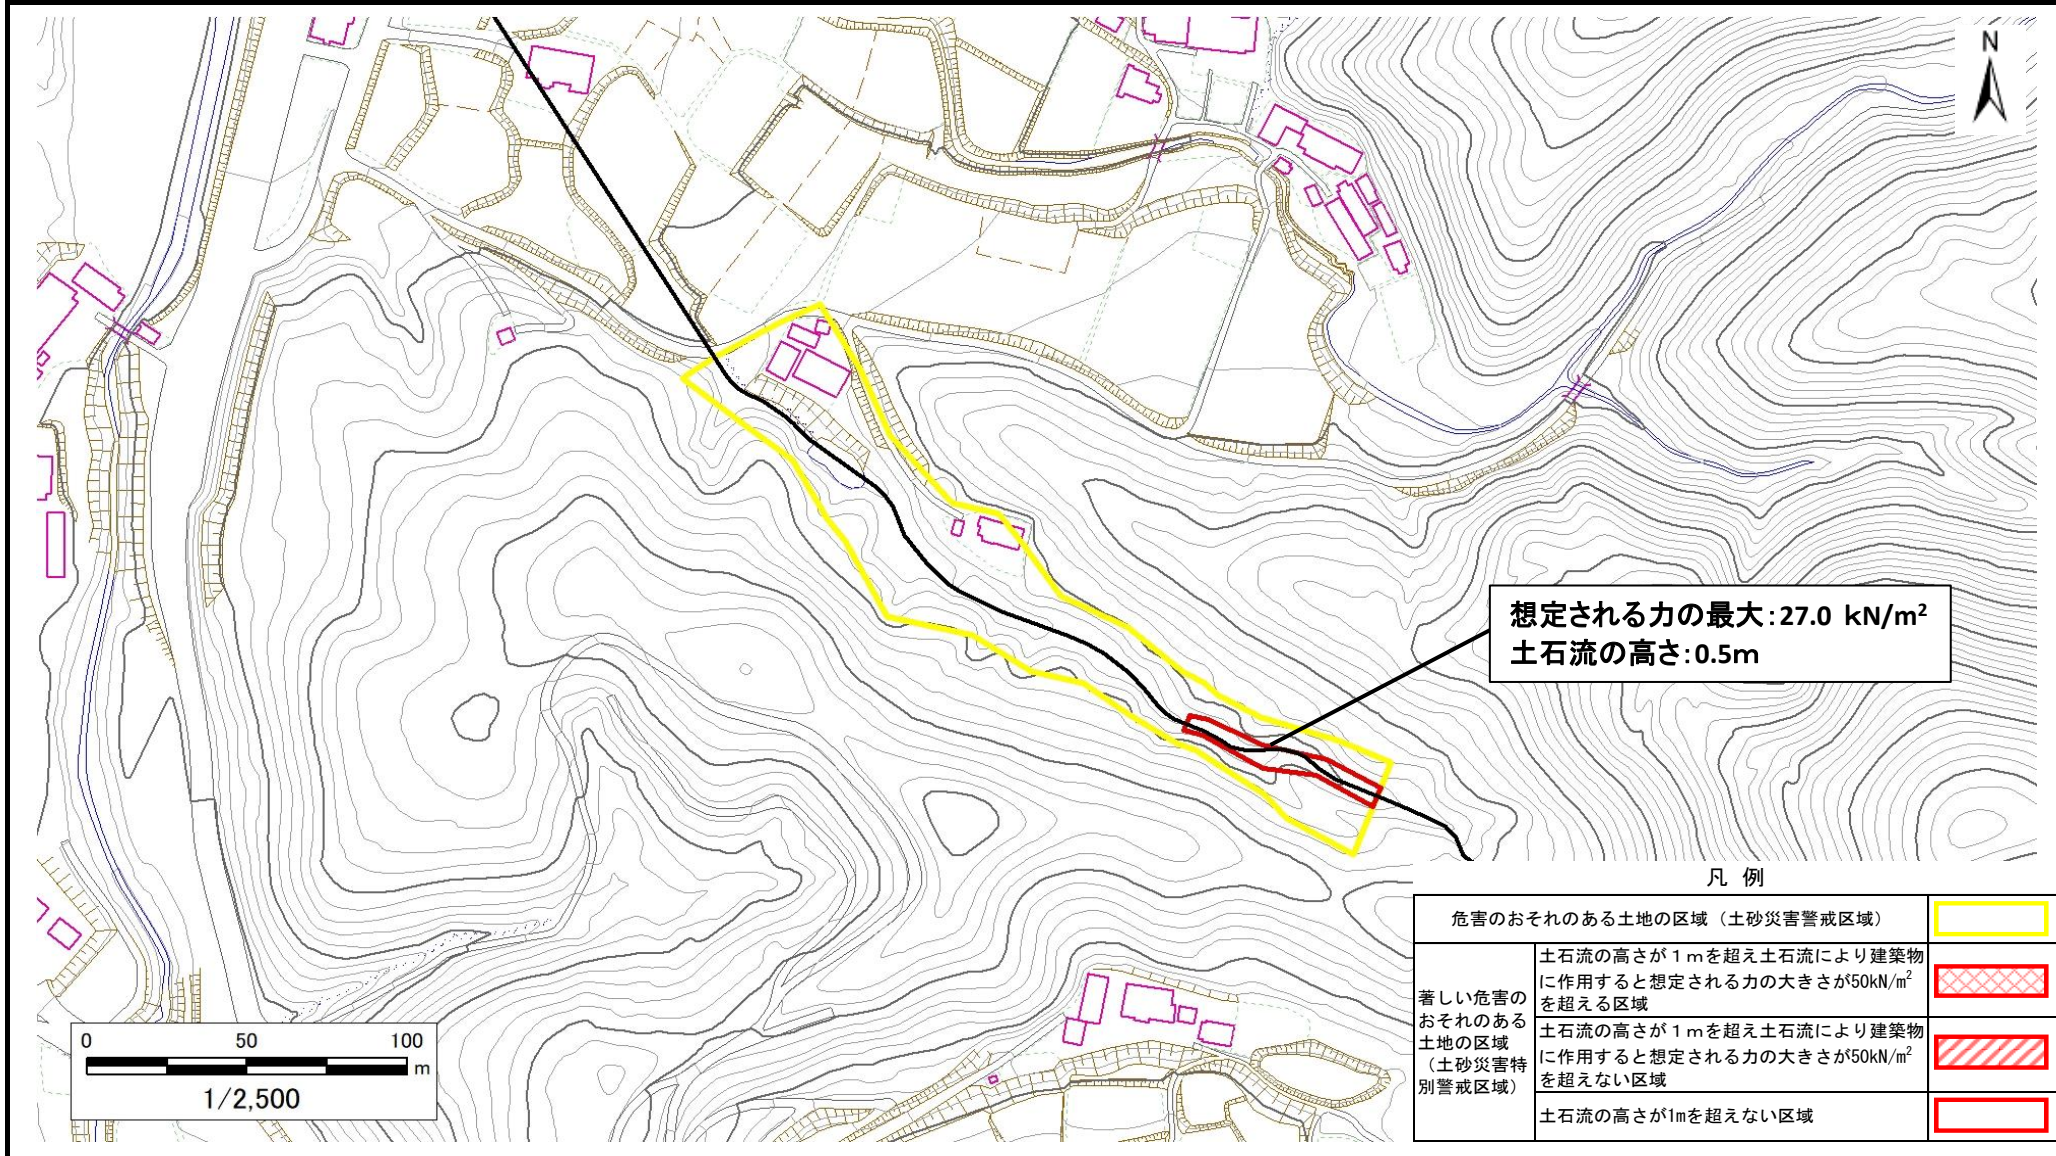 N
想定される力の最大:27.0 kN/m²
土石流の高さ:0.5m
凡 例
危害のおそれのある土地の区域（土砂災害警戒区域）
著しい危害の
おそれのある
土地の区域
（土砂災害特
別警戒区域）
土石流の高さが１ｍを超え土石流により建築物
に作用すると想定される力の大きさが50kN/m²
を超える区域
土石流の高さが１ｍを超え土石流により建築物
に作用すると想定される力の大きさが50kN/m²
を超えない区域
土石流の高さが1mを超えない区域
0 50 100
m
1/2,500